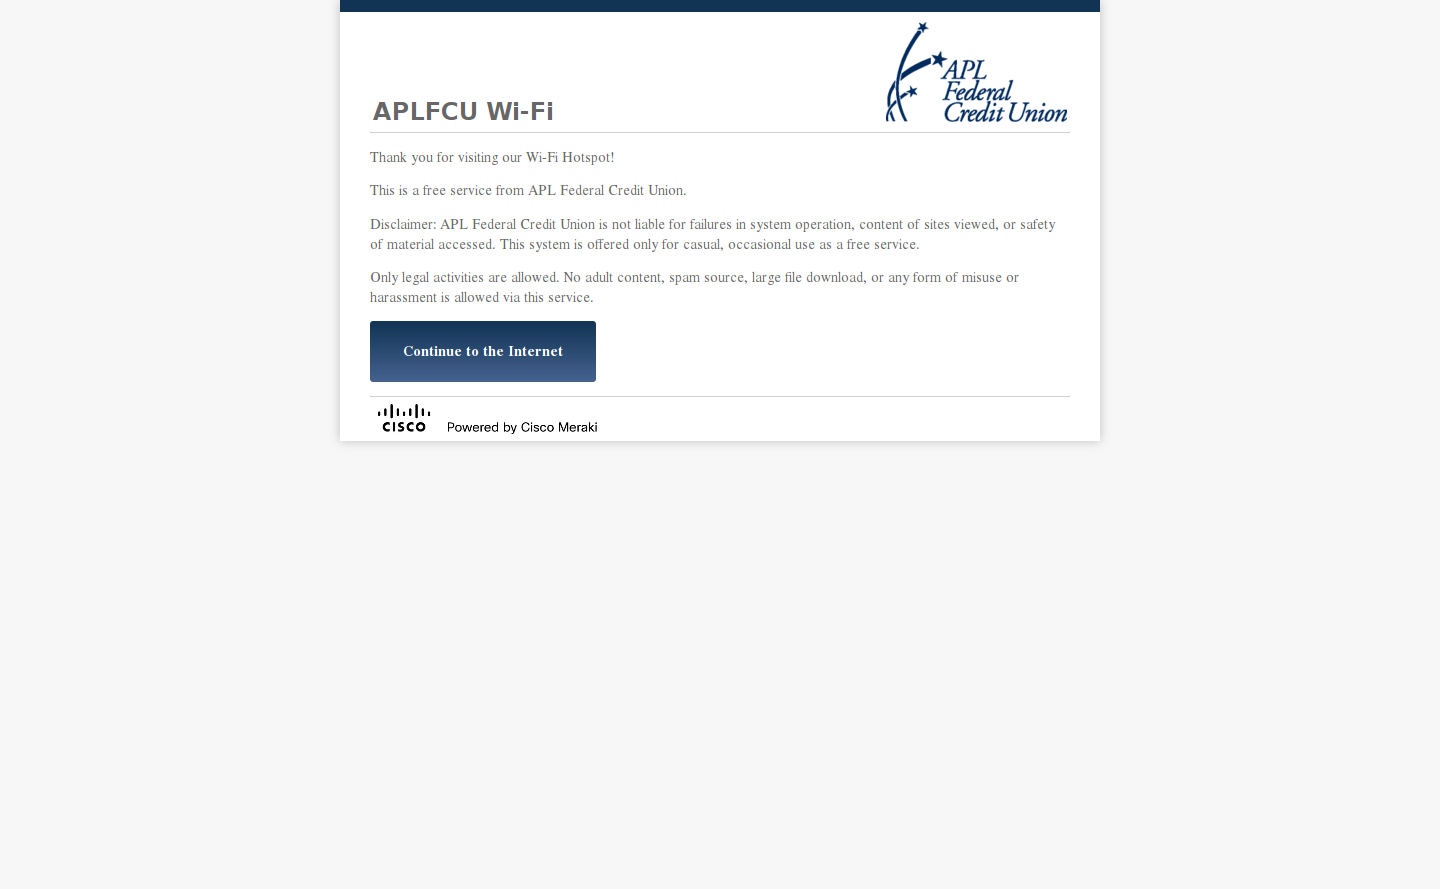 APL
Federal
Credit Union
APLFCU Wi-Fi
Thank you for visiting our Wi-Fi Hotspot!
This is a free service from APL Federal Credit Union.
Disclaimer: APL Federal Credit Union is not liable for failures in system operation, content of sites viewed, or safety
of material accessed. This system is offered only for casual, occasional use as a free service.
Only legal activities are allowed. No adult content, spam source, large file download, or any form of misuse or
harassment is allowed via this service.
Continue to the Internet
CISCO
Powered by Cisco Meraki